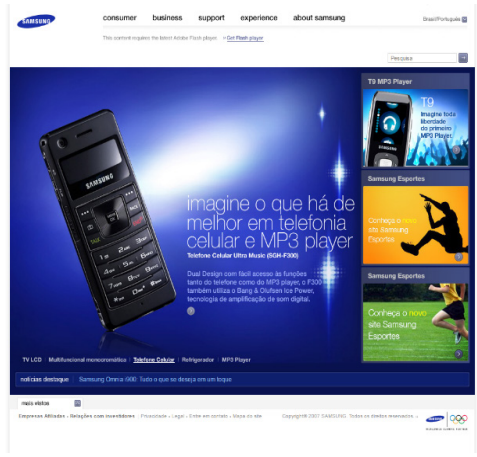 SAMSUNG
consumer business support experience about samsung
Brasil/Português
This content requires the latest Adobe Flash player. Get Flash player
Pesquisa
T9 MP3 Player
T9
Imagine toda
liberdade
do primeiro
MP3 Player.
SAMSUNG
imagine o que há de
melhor em telefonia
celular e MP3 player
Telefone Celular Ultra Music (SGH-F300)
Dual Design com fácil acesso às funções
tanto do telefone como do MP3 player, o F300
também utiliza o Bang & Olufsen Ice Power,
tecnologia de amplificação de som digital.
Samsung Esportes
Conheça o novo
site Samsung
Esportes
Samsung Esportes
Conheça o novo
site Samsung
Esportes
TV LCD | Multifuncional monocromática | Telefone Celular | Refrigerador | MP3 Player
notícias destaque | Samsung Omnia i900: Tudo o que se deseja em um toque
mais vistos
Empresas Afiliadas - Relações com investidores | Privacidade - Legal - Entre em contato - Mapa do site
Copyright© 2007 SAMSUNG. Todos os direitos reservados.